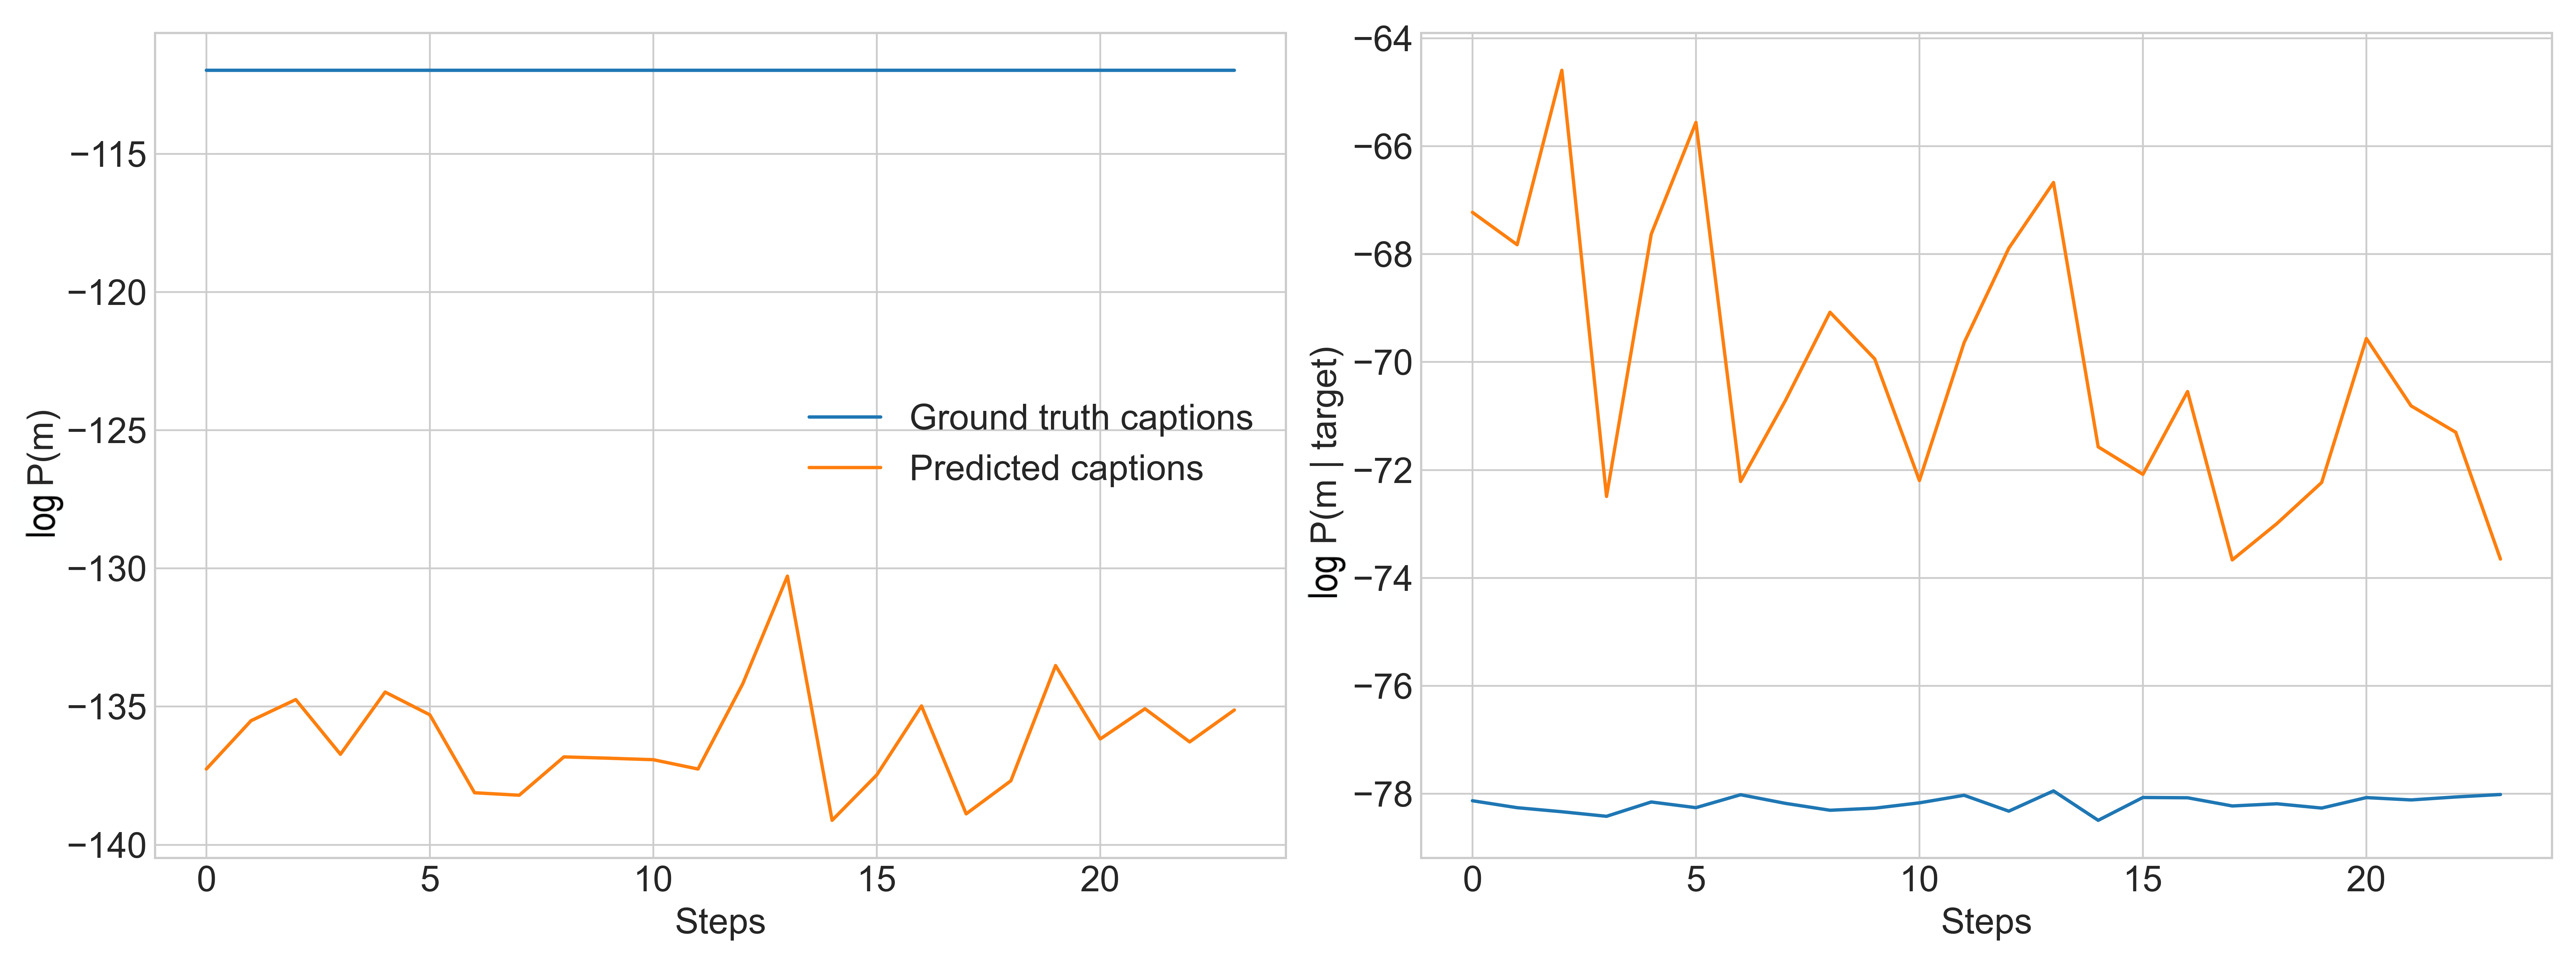 log P(m)
−115
−120
−125
−130
−135
−140
0 5 10 15 20
Steps
Ground truth captions
Predicted captions
log P(m | target)
−64
−66
−68
−70
−72
−74
−76
−78
0 5 10 15 20
Steps